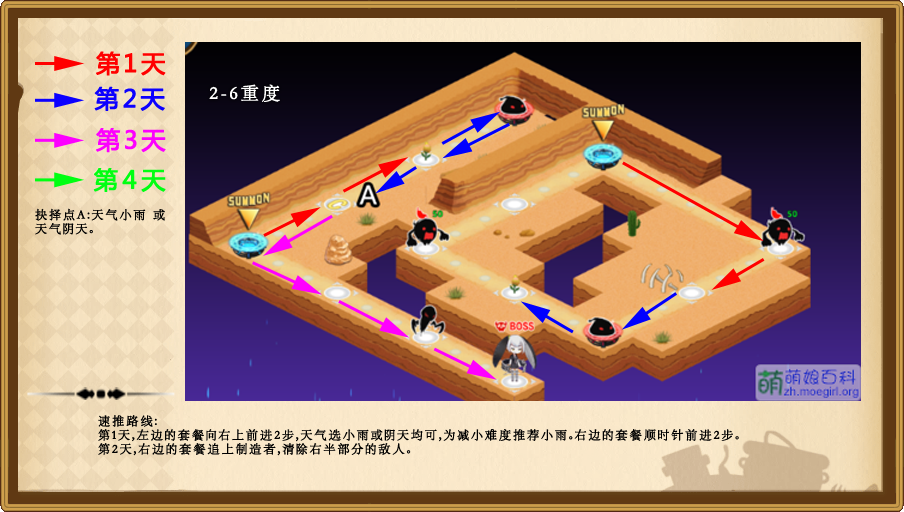 第1天
第2天
第3天
第4天
抉择点A:天气小雨 或
天气阴天。
2-6重度
SUMMON
SUMMON
A
50
50
BOSS
萌娘百科
zh.moegirl.org
速推路线:
第1天,左边的套餐向右上前进2步,天气选小雨或阴天均可,为减小难度推荐小雨。右边的套餐顺时针前进2步。
第2天,右边的套餐追上制造者,清除右半部分的敌人。